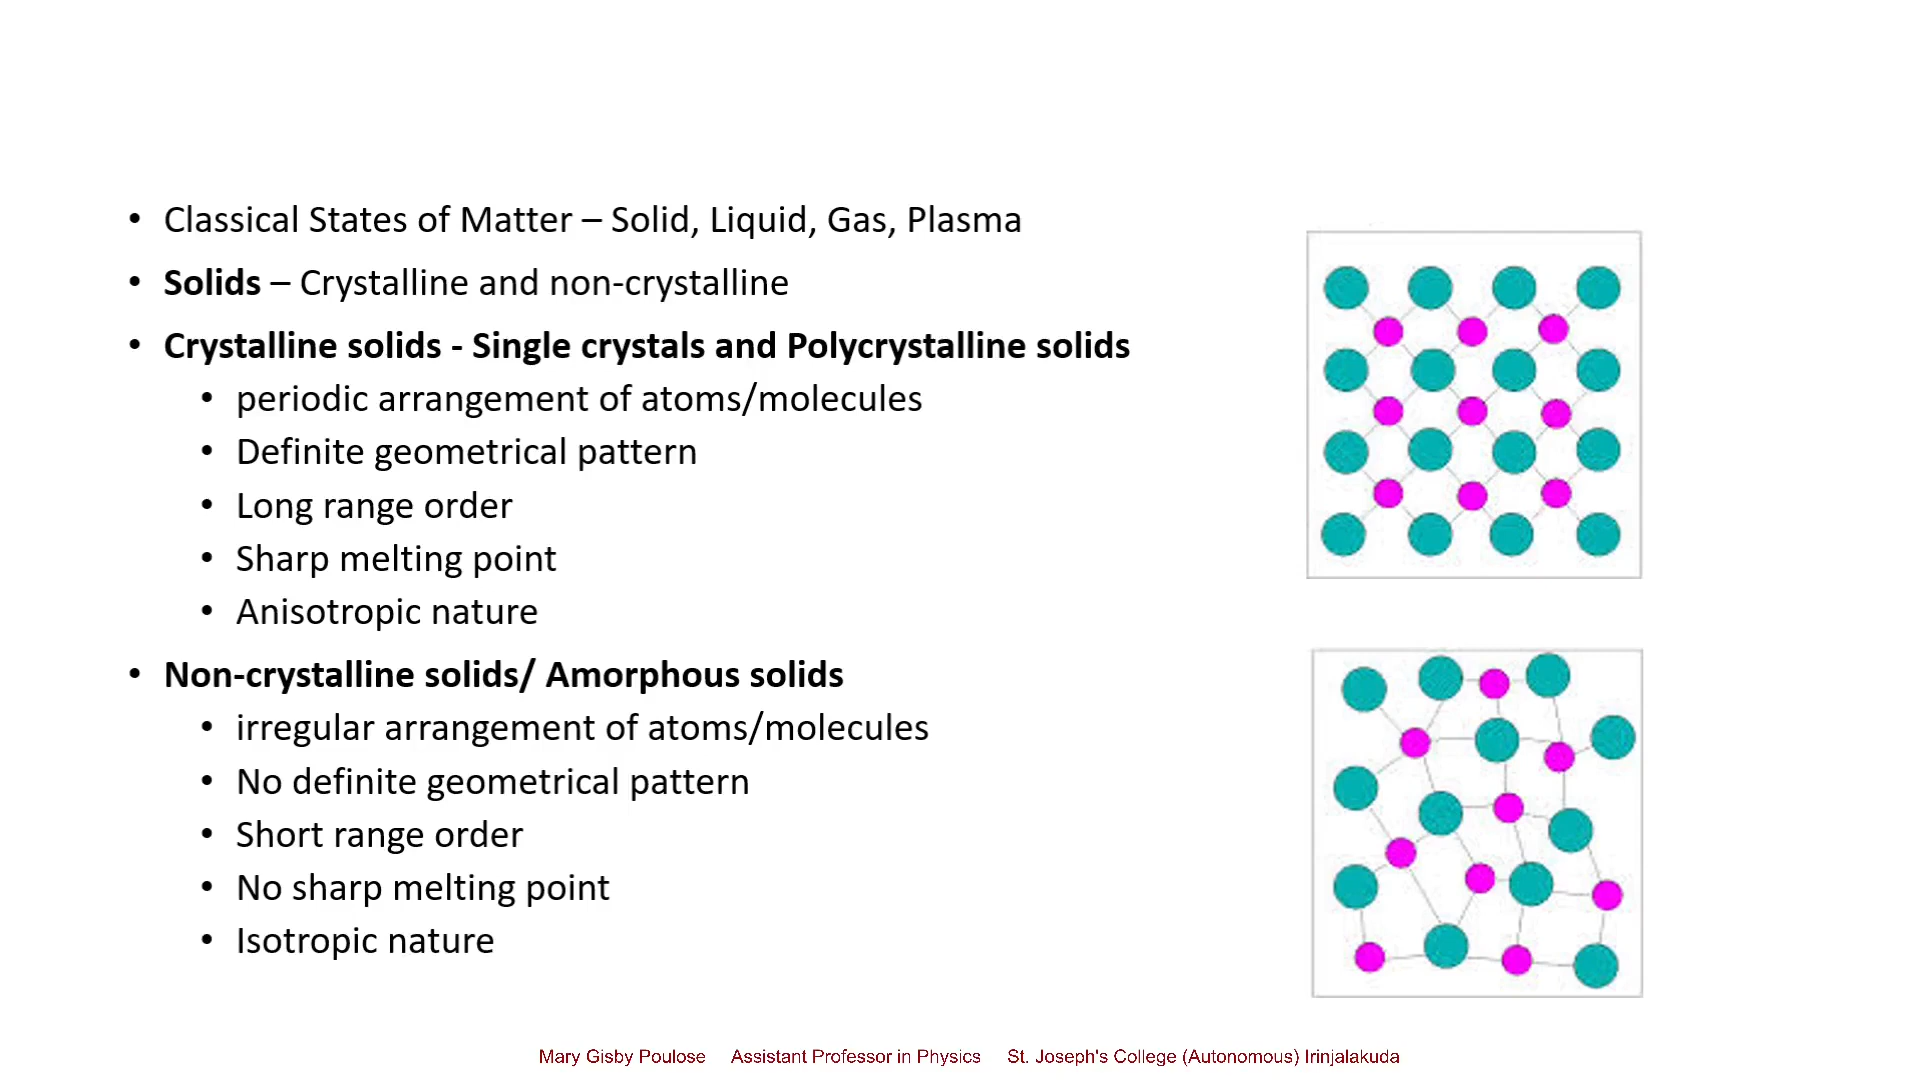 • Classical States of Matter – Solid, Liquid, Gas, Plasma
• Solids – Crystalline and non-crystalline
• Crystalline solids - Single crystals and Polycrystalline solids
• periodic arrangement of atoms/molecules
• Definite geometrical pattern
• Long range order
• Sharp melting point
• Anisotropic nature
• Non-crystalline solids/ Amorphous solids
• irregular arrangement of atoms/molecules
• No definite geometrical pattern
• Short range order
• No sharp melting point
• Isotropic nature
Mary Gisby Poulose Assistant Professor in Physics St. Joseph's College (Autonomous) Irinjalakuda